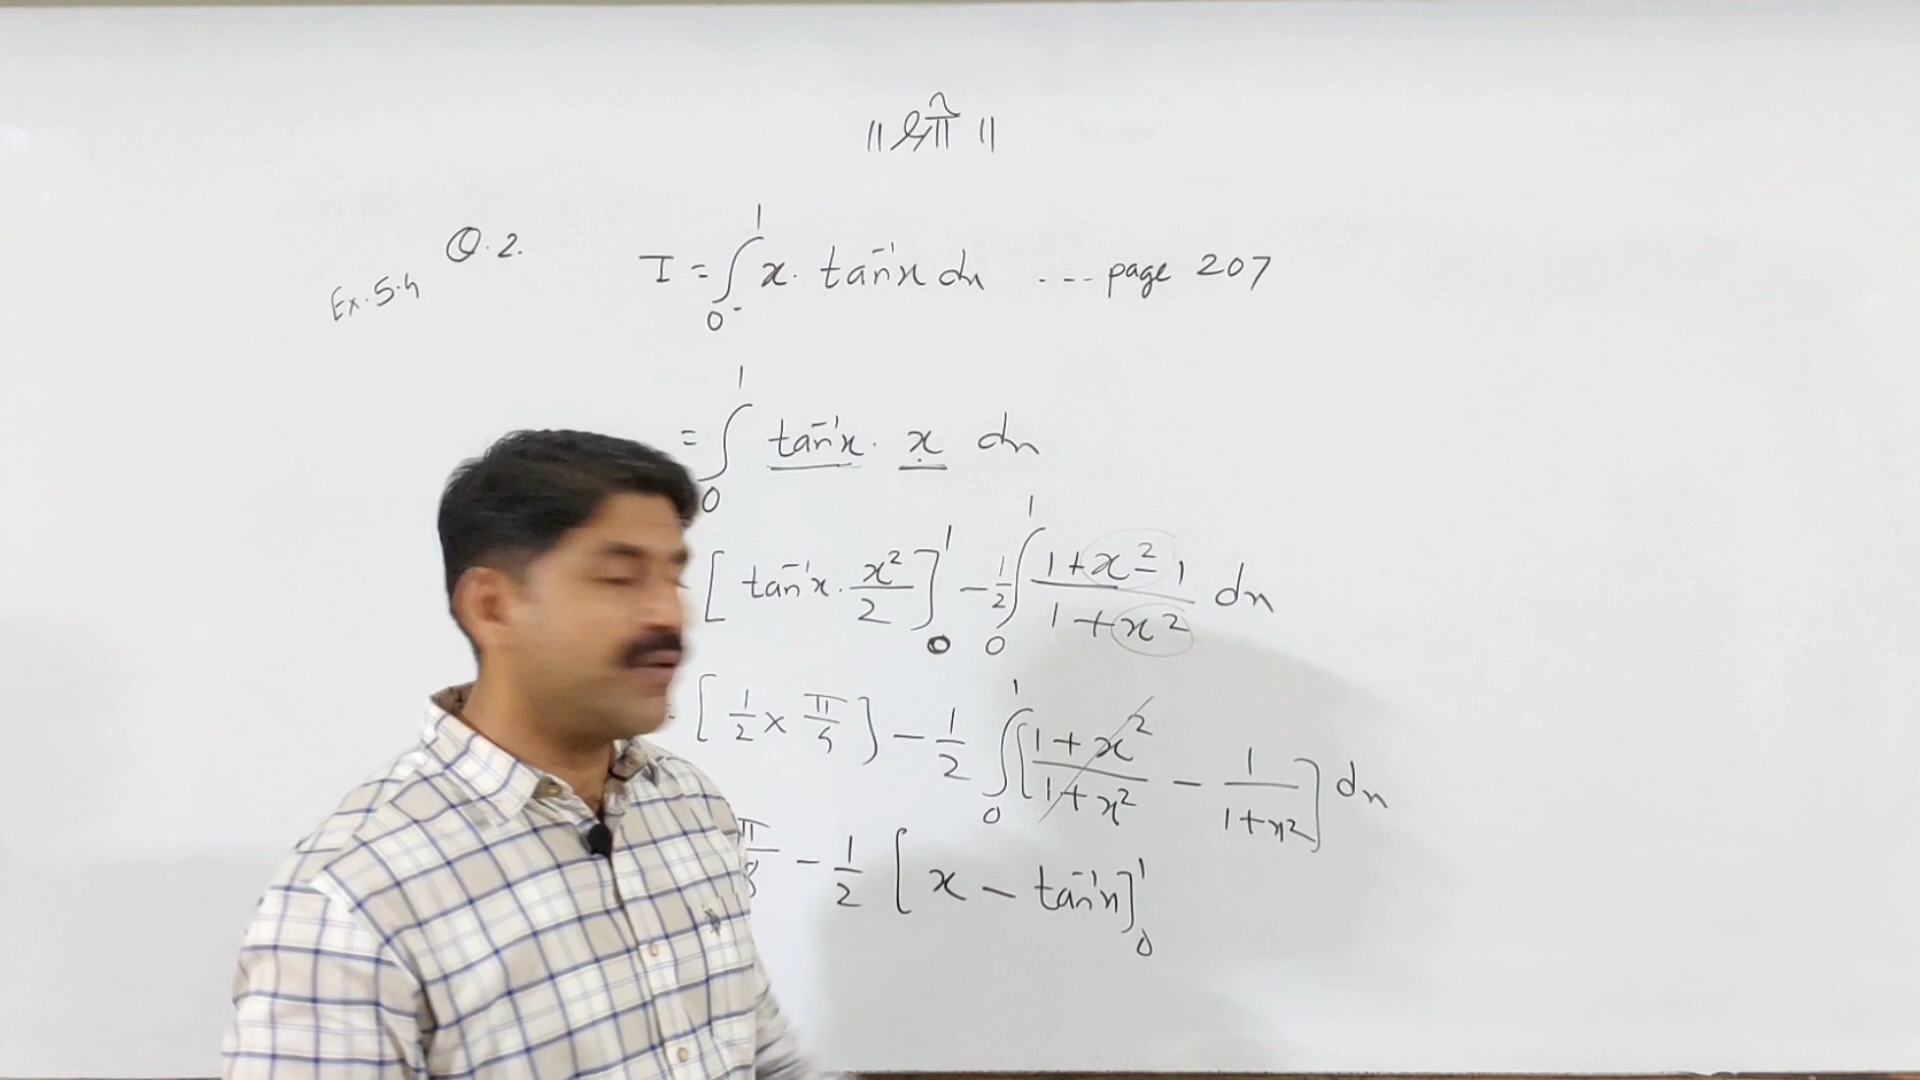 ॥ श्री ॥
Q. 2. I = ∫₀¹ x. tan⁻¹x dx ... page 207
Ex. 5.4
= ∫₀¹ tan⁻¹x. x dx
[tan⁻¹x. x²/2]₀¹ - 1/2 ∫₀¹ (1+x²-1)/(1+x²) dx
[1/2 × π/4] - 1/2 ∫₀¹ [(1+x²)/(1+x²) - 1/(1+x²)] dx
π/8 - 1/2 [x - tan⁻¹x]₀¹